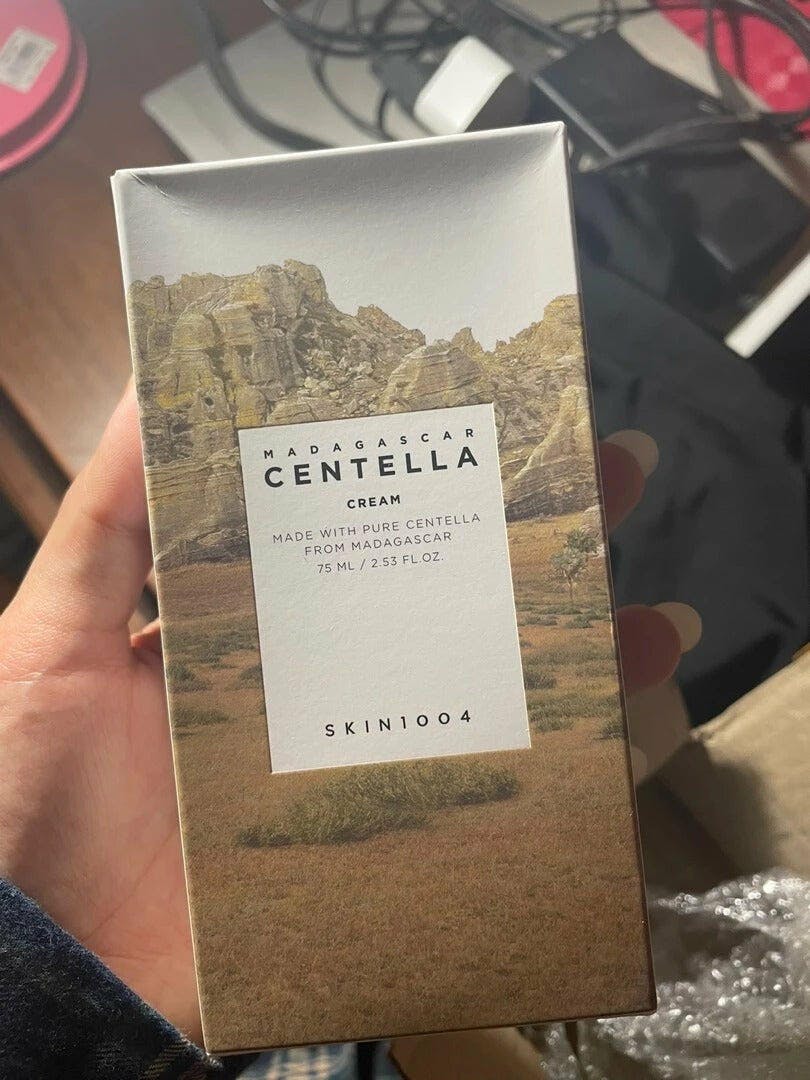 MADAGASCAR
CENTELLA
CREAM
MADE WITH PURE CENTELLA
FROM MADAGASCAR
75 ML / 2.53 FL.OZ.
SKIN1004